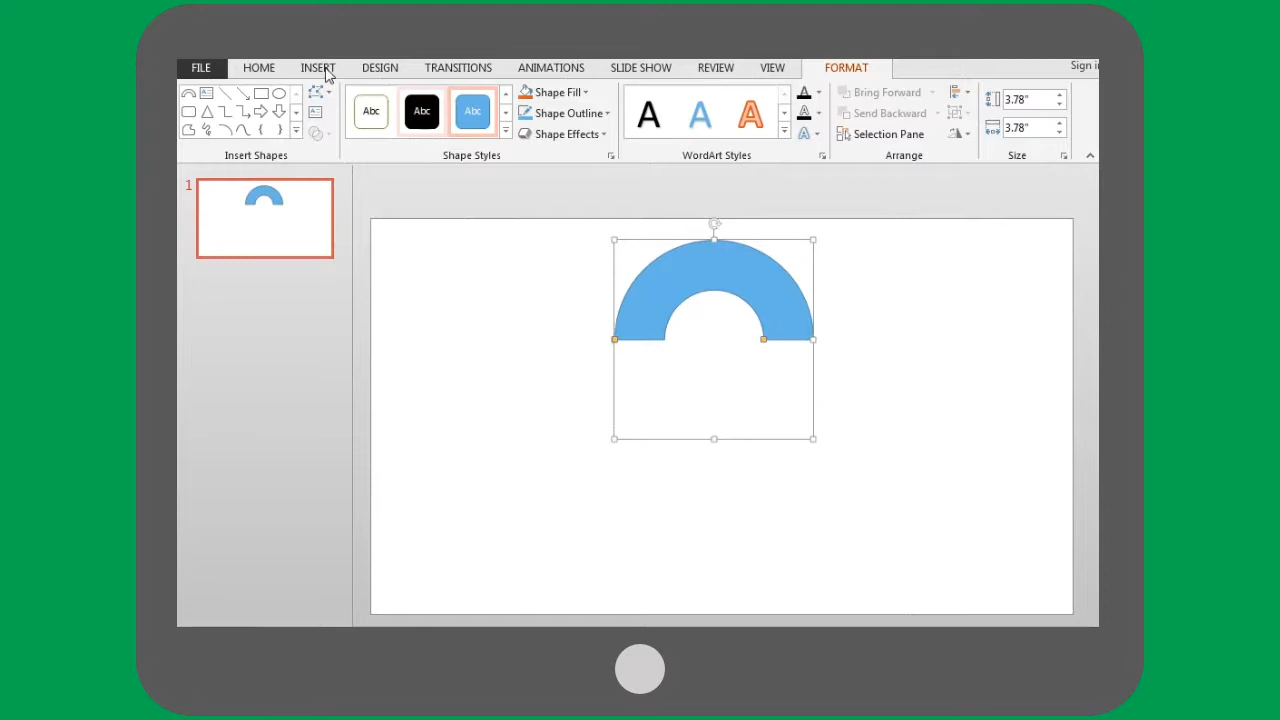 FILE HOME INSERT DESIGN TRANSITIONS ANIMATIONS SLIDE SHOW REVIEW VIEW FORMAT Sign i
Abc Abc Abc
Shape Fill
Shape Outline
Shape Effects
A A A
A
A
A
Bring Forward
Send Backward
Selection Pane
3.78"
3.78"
Insert Shapes Shape Styles WordArt Styles Arrange Size
1